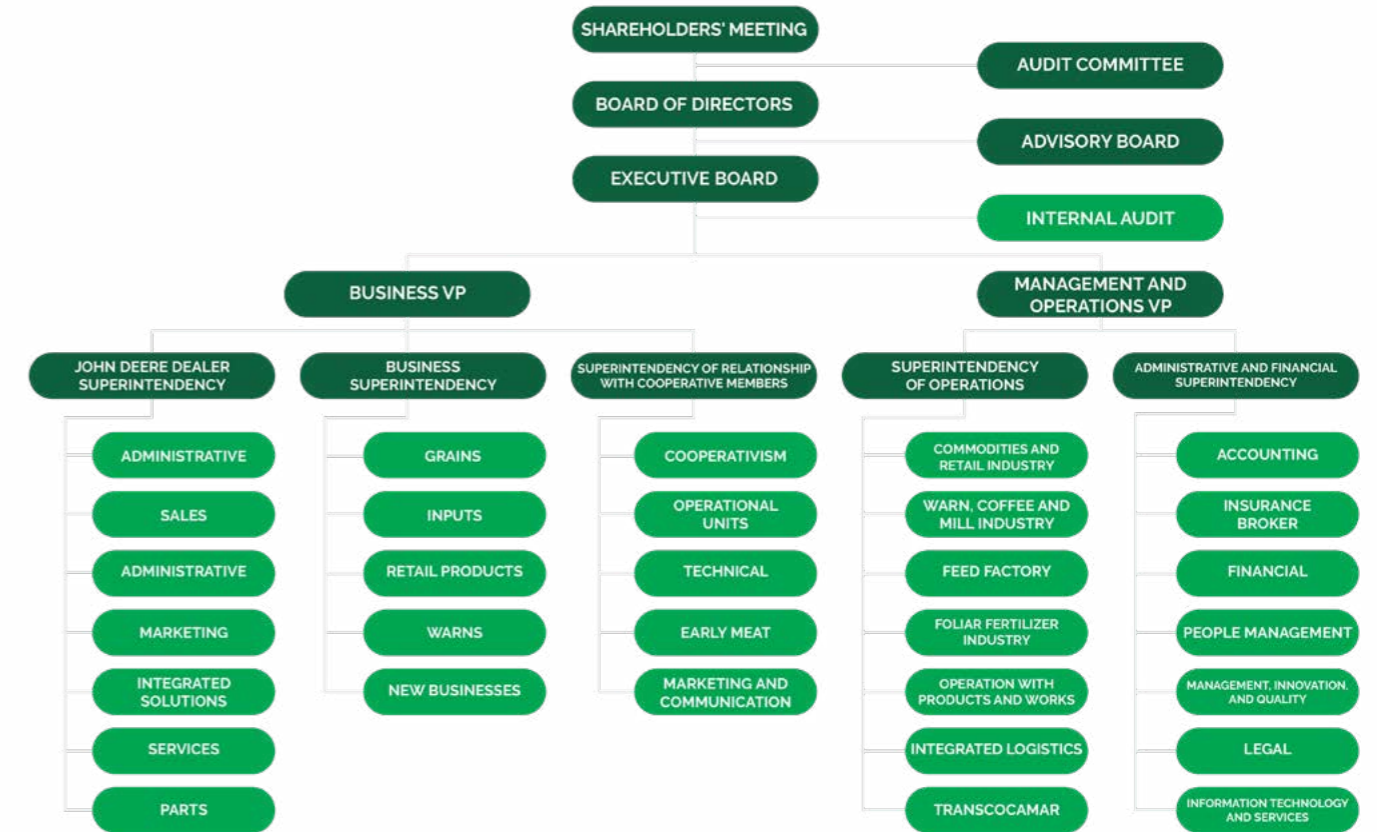 SHAREHOLDERS' MEETING
AUDIT COMMITTEE
BOARD OF DIRECTORS
ADVISORY BOARD
EXECUTIVE BOARD
INTERNAL AUDIT
BUSINESS VP
MANAGEMENT AND
OPERATIONS VP
JOHN DEERE DEALER
SUPERINTENDENCY
ADMINISTRATIVE
SALES
ADMINISTRATIVE
MARKETING
INTEGRATED
SOLUTIONS
SERVICES
PARTS
BUSINESS
SUPERINTENDENCY
GRAINS
INPUTS
RETAIL PRODUCTS
WARNS
NEW BUSINESSES
SUPERINTENDENCY OF RELATIONSHIP
WITH COOPERATIVE MEMBERS
COOPERATIVISM
OPERATIONAL
UNITS
TECHNICAL
EARLY MEAT
MARKETING AND
COMMUNICATION
SUPERINTENDENCY
OF OPERATIONS
COMMODITIES AND
RETAIL INDUSTRY
WARN, COFFEE AND
MILL INDUSTRY
FEED FACTORY
FOLIAR FERTILIZER
INDUSTRY
OPERATION WITH
PRODUCTS AND WORKS
INTEGRATED LOGISTICS
TRANSCOCAMAR
ADMINISTRATIVE AND FINANCIAL
SUPERINTENDENCY
ACCOUNTING
INSURANCE
BROKER
FINANCIAL
PEOPLE MANAGEMENT
MANAGEMENT, INNOVATION.
AND QUALITY
LEGAL
INFORMATION TECHNOLOGY
AND SERVICES